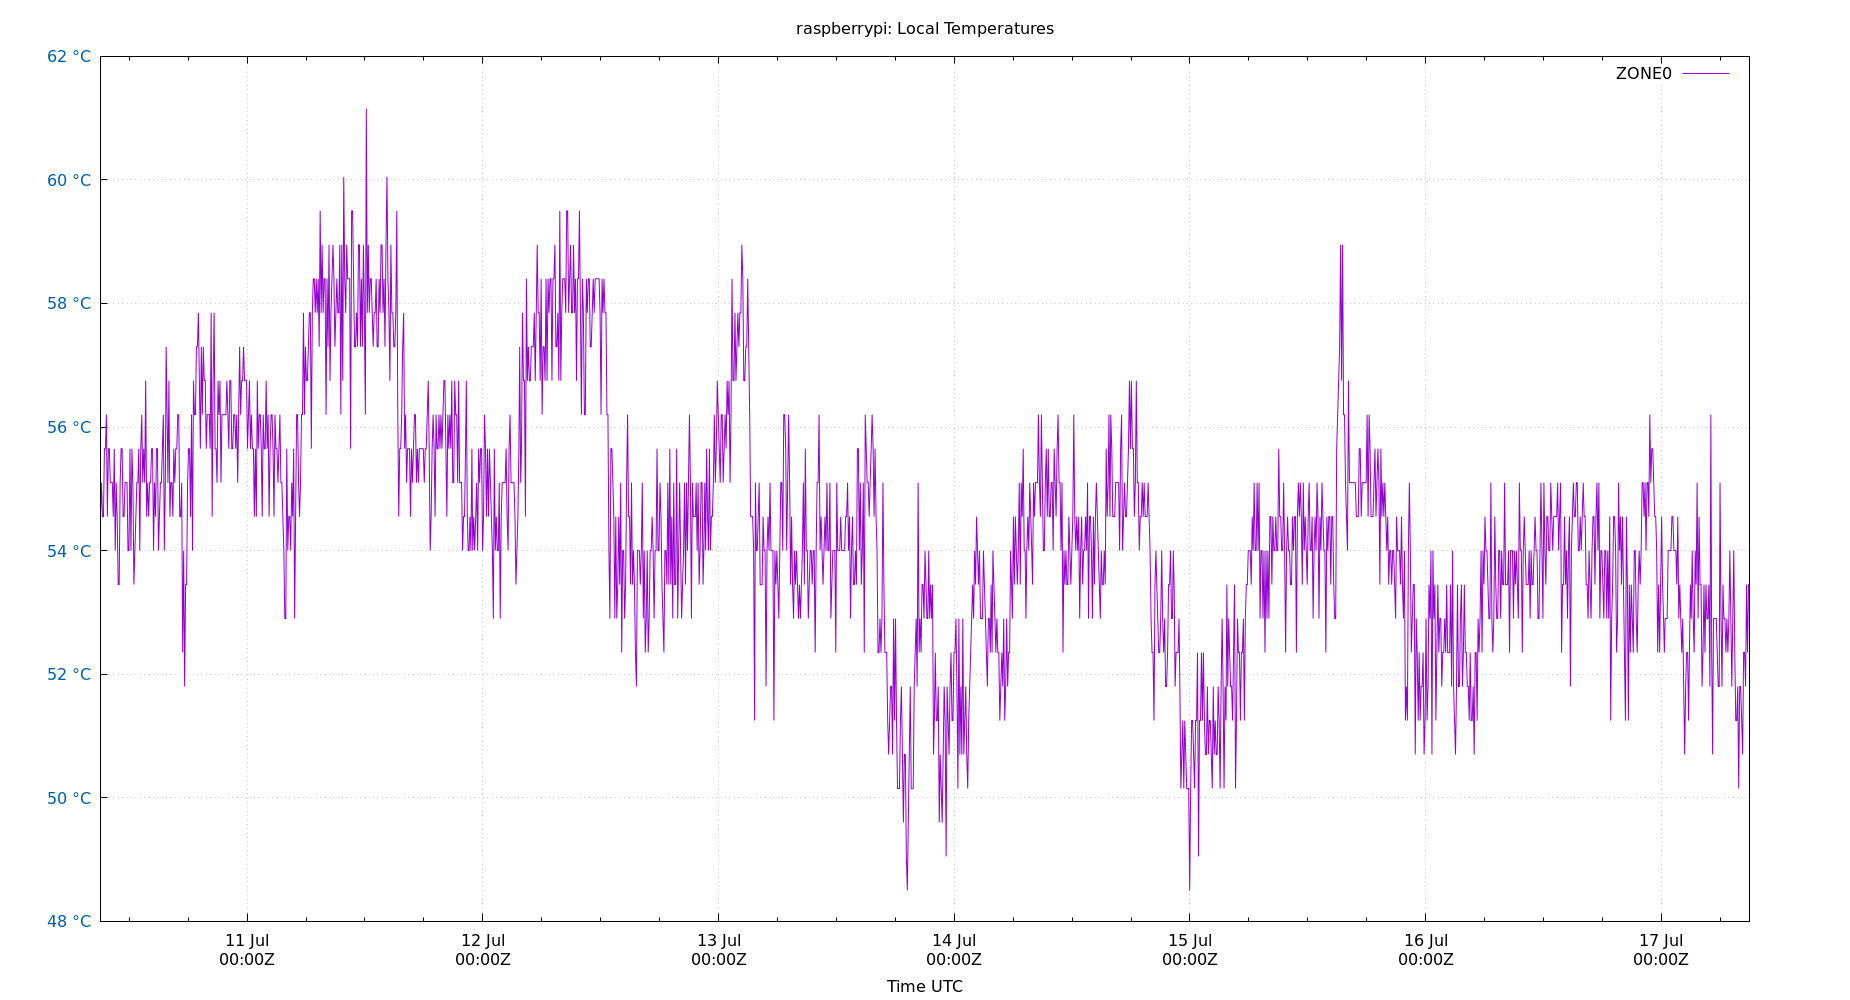 raspberrypi: Local Temperatures
62 °C
ZONE0
60 °C
58 °C
56 °C
54 °C
52 °C
50 °C
48 °C
11 Jul 12 Jul 13 Jul 14 Jul 15 Jul 16 Jul 17 Jul
00:00Z 00:00Z 00:00Z 00:00Z 00:00Z 00:00Z 00:00Z
Time UTC